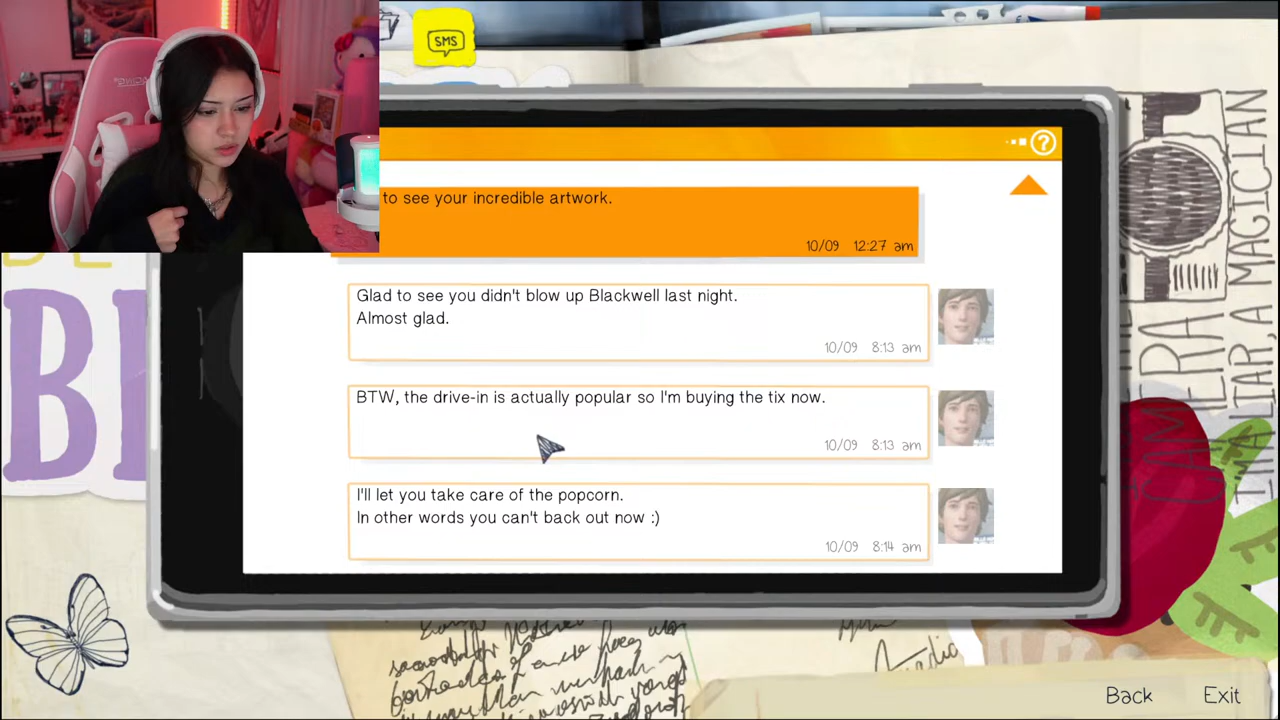 SMS
?
to see your incredible artwork.
10/09 12:27 am
Glad to see you didn't blow up Blackwell last night.
Almost glad.
10/09 8:13 am
BTW, the drive-in is actually popular so I'm buying the tix now.
10/09 8:13 am
I'll let you take care of the popcorn.
In other words you can't back out now :)
10/09 8:14 am
CAMERA
LIAR, A MAGICIAN
Back
Exit